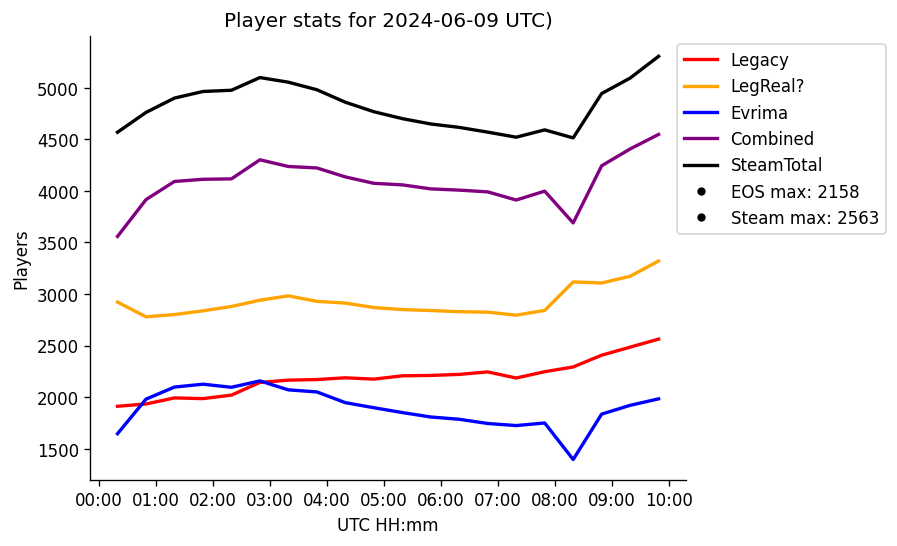 Player stats for 2024-06-09 UTC)
Legacy
LegReal?
Evrima
Combined
SteamTotal
EOS max: 2158
Steam max: 2563
Players
5000
4500
4000
3500
3000
2500
2000
1500
00:00 01:00 02:00 03:00 04:00 05:00 06:00 07:00 08:00 09:00 10:00
UTC HH:mm